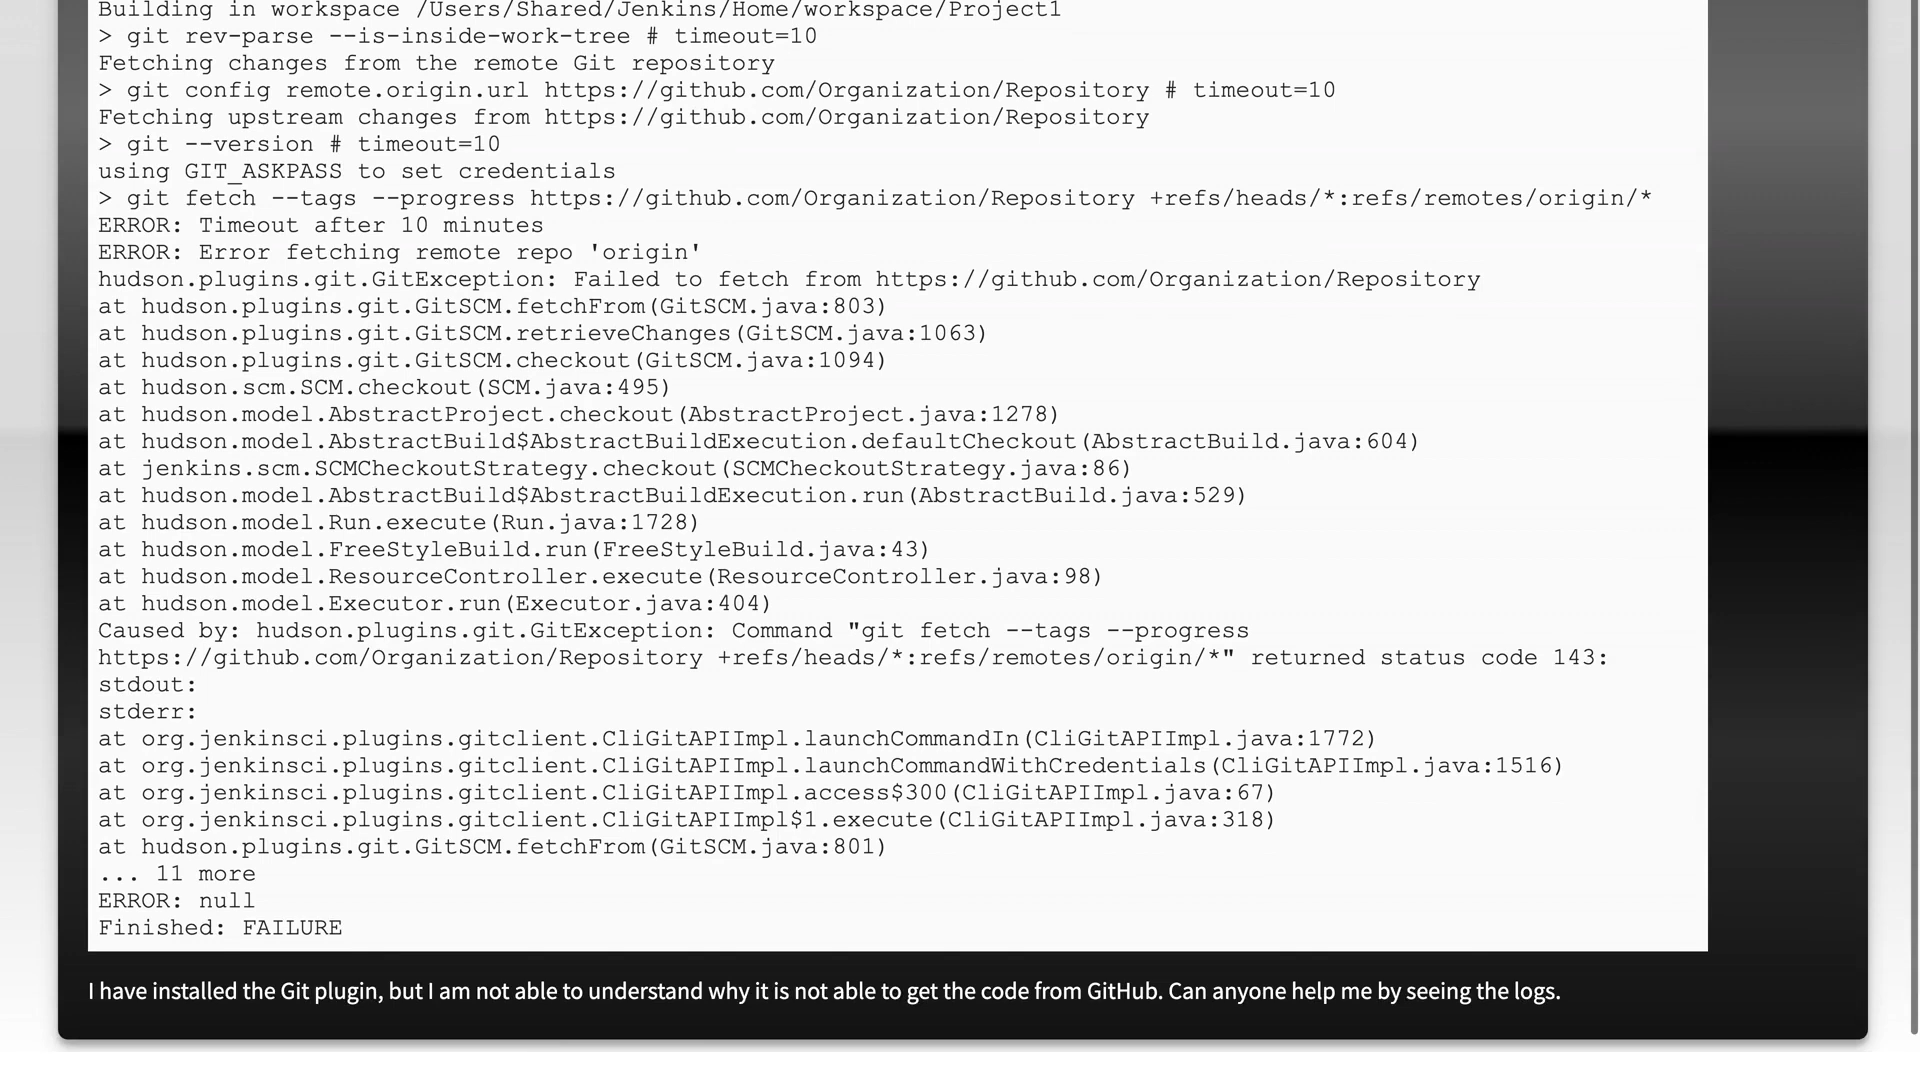 Building in workspace /Users/Shared/Jenkins/Home/workspace/Project1
> git rev-parse --is-inside-work-tree # timeout=10
Fetching changes from the remote Git repository
> git config remote.origin.url https://github.com/Organization/Repository # timeout=10
Fetching upstream changes from https://github.com/Organization/Repository
> git --version # timeout=10
using GIT_ASKPASS to set credentials
> git fetch --tags --progress https://github.com/Organization/Repository +refs/heads/*:refs/remotes/origin/*
ERROR: Timeout after 10 minutes
ERROR: Error fetching remote repo 'origin'
hudson.plugins.git.GitException: Failed to fetch from https://github.com/Organization/Repository
at hudson.plugins.git.GitSCM.fetchFrom(GitSCM.java:803)
at hudson.plugins.git.GitSCM.retrieveChanges(GitSCM.java:1063)
at hudson.plugins.git.GitSCM.checkout(GitSCM.java:1094)
at hudson.scm.SCM.checkout(SCM.java:495)
at hudson.model.AbstractProject.checkout(AbstractProject.java:1278)
at hudson.model.AbstractBuild$AbstractBuildExecution.defaultCheckout(AbstractBuild.java:604)
at jenkins.scm.SCMCheckoutStrategy.checkout(SCMCheckoutStrategy.java:86)
at hudson.model.AbstractBuild$AbstractBuildExecution.run(AbstractBuild.java:529)
at hudson.model.Run.execute(Run.java:1728)
at hudson.model.FreeStyleBuild.run(FreeStyleBuild.java:43)
at hudson.model.ResourceController.execute(ResourceController.java:98)
at hudson.model.Executor.run(Executor.java:404)
Caused by: hudson.plugins.git.GitException: Command "git fetch --tags --progress
https://github.com/Organization/Repository +refs/heads/*:refs/remotes/origin/*" returned status code 143:
stdout:
stderr:
at org.jenkinsci.plugins.gitclient.CliGitAPIImpl.launchCommandIn(CliGitAPIImpl.java:1772)
at org.jenkinsci.plugins.gitclient.CliGitAPIImpl.launchCommandWithCredentials(CliGitAPIImpl.java:1516)
at org.jenkinsci.plugins.gitclient.CliGitAPIImpl.access$300(CliGitAPIImpl.java:67)
at org.jenkinsci.plugins.gitclient.CliGitAPIImpl$1.execute(CliGitAPIImpl.java:318)
at hudson.plugins.git.GitSCM.fetchFrom(GitSCM.java:801)
... 11 more
ERROR: null
Finished: FAILURE
I have installed the Git plugin, but I am not able to understand why it is not able to get the code from GitHub. Can anyone help me by seeing the logs.